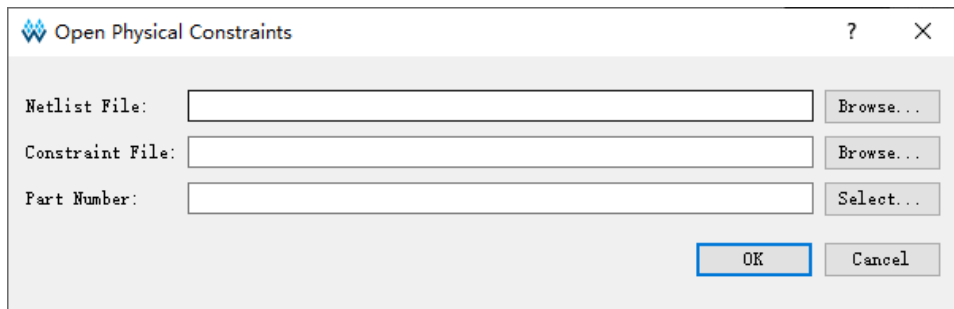 Open Physical Constraints ?
Netlist File: Browse...
Constraint File: Browse...
Part Number: Select...
OK Cancel